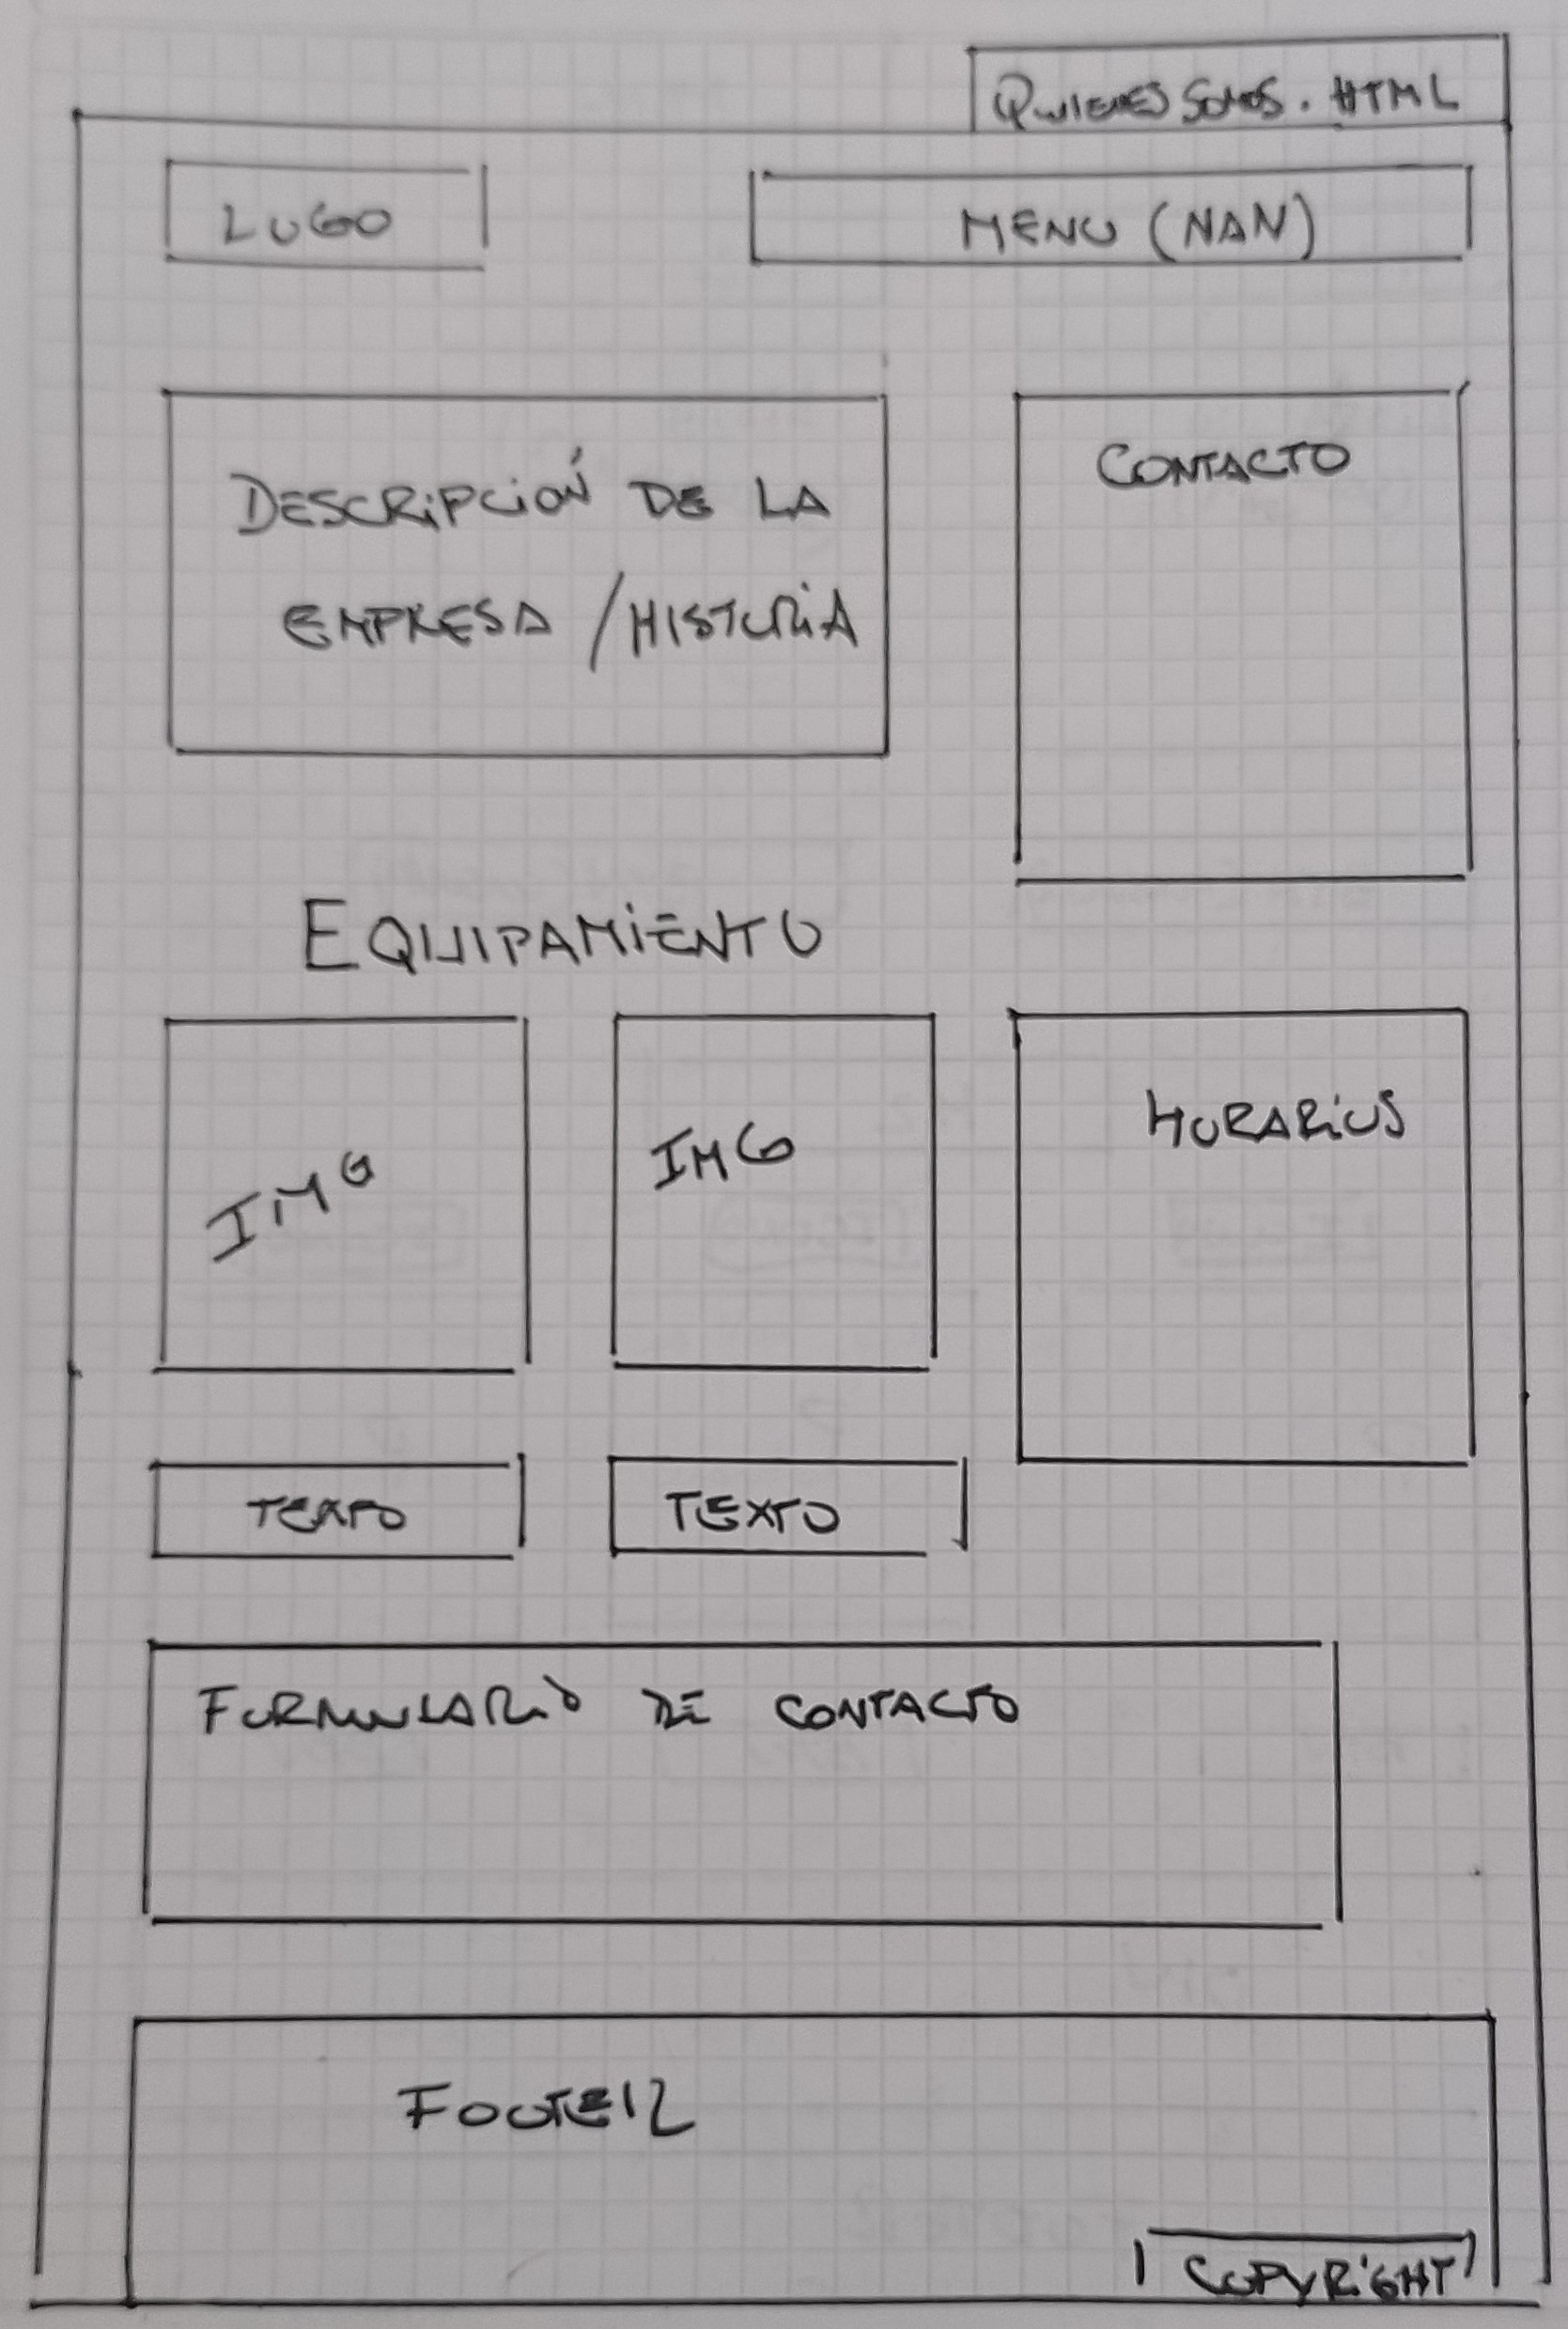 QUIENES SOMOS. HTML
LOGO
MENU (NAN)
DESCRIPCIÓN DE LA
EMPRESA / HISTORIA
CONTACTO
EQUIPAMIENTO
IMG
IMG
HORARIOS
TEXTO
TEXTO
FORMULARIO DE CONTACTO
FOOTER
COPYRIGHT